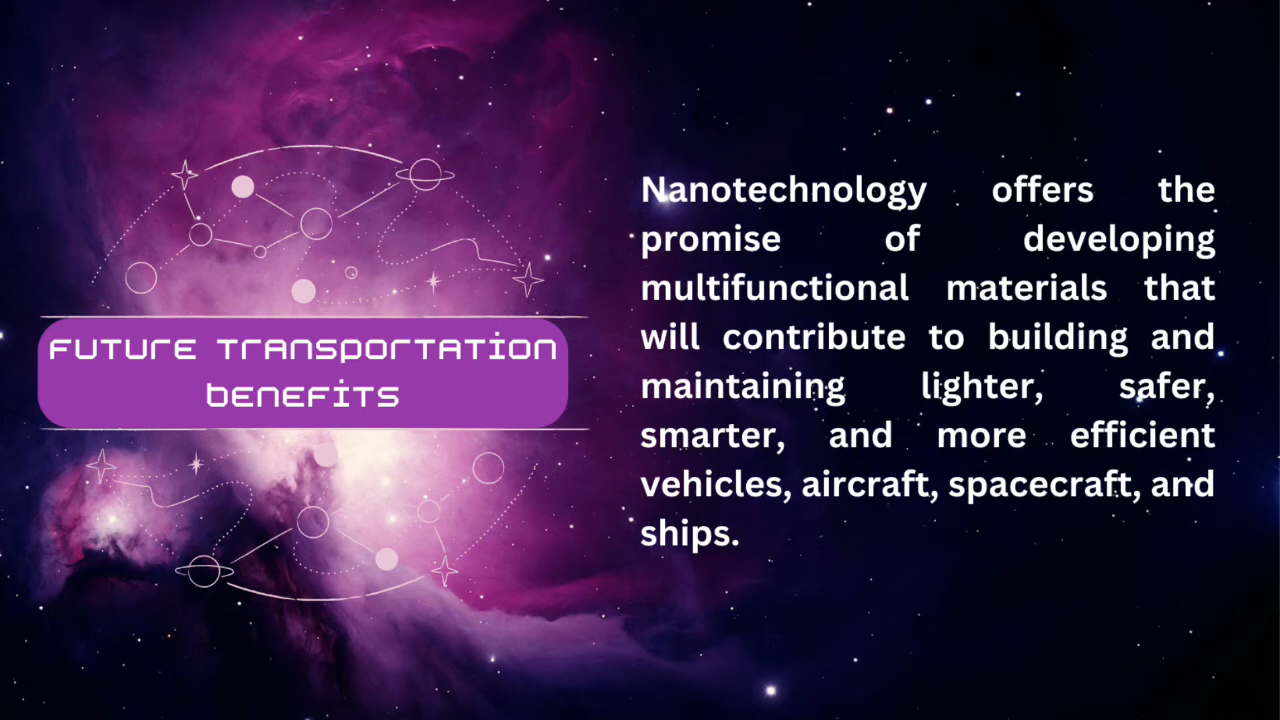 FUTURE TRANSPORTATION
BENEFITS
Nanotechnology offers the
promise of developing
multifunctional materials that
will contribute to building and
maintaining lighter, safer,
smarter, and more efficient
vehicles, aircraft, spacecraft, and
ships.